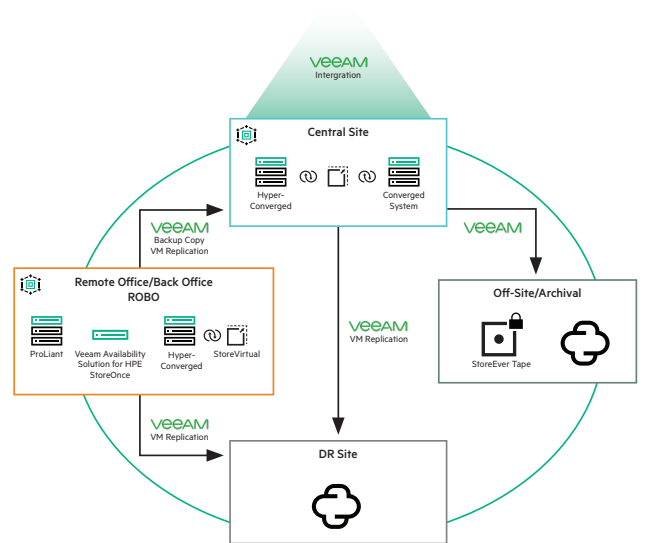 veeAM
Intergration
Central Site
Hyper-
Converged
Converged
System
veeAM
Backup Copy
VM Replication
veeAM
Remote Office/Back Office
ROBO
ProLiant
Veeam Availability
Solution for HPE
StoreOnce
Hyper-
Converged
StoreVirtual
veeAM
VM Replication
Off-Site/Archival
StoreEver Tape
veeAM
VM Replication
DR Site